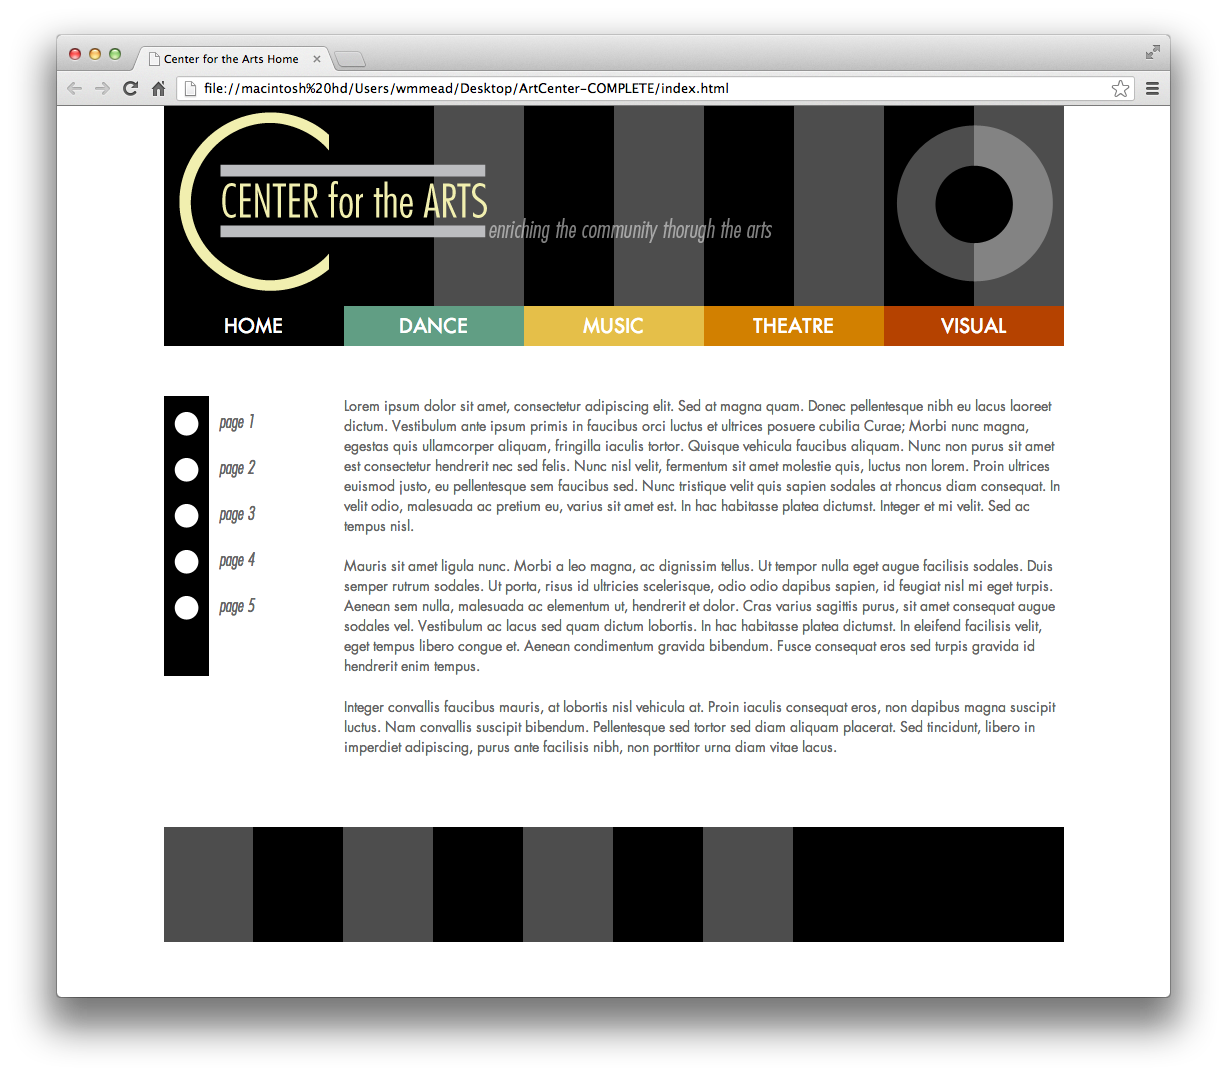 Center for the Arts Home
file://macintosh%20hd/Users/wmmead/Desktop/ArtCenter-COMPLETE/index.html
CENTER for the ARTS
enriching the community thorugh the arts
HOME DANCE MUSIC THEATRE VISUAL
page 1
page 2
page 3
page 4
page 5
Lorem ipsum dolor sit amet, consectetur adipiscing elit. Sed at magna quam. Donec pellentesque nibh eu lacus laoreet
dictum. Vestibulum ante ipsum primis in faucibus orci luctus et ultrices posuere cubilia Curae; Morbi nunc magna,
egestas quis ullamcorper aliquam, fringilla iaculis tortor. Quisque vehicula faucibus aliquam. Nunc non purus sit amet
est consectetur hendrerit nec sed felis. Nunc nisl velit, fermentum sit amet molestie quis, luctus non lorem. Proin ultrices
euismod justo, eu pellentesque sem faucibus sed. Nunc tristique velit quis sapien sodales at rhoncus diam consequat. In
velit odio, malesuada ac pretium eu, varius sit amet est. In hac habitasse platea dictumst. Integer et mi velit. Sed ac
tempus nisl.
Mauris sit amet ligula nunc. Morbi a leo magna, ac dignissim tellus. Ut tempor nulla eget augue facilisis sodales. Duis
semper rutrum sodales. Ut porta, risus id ultricies scelerisque, odio odio dapibus sapien, id feugiat nisl mi eget turpis.
Aenean sem nulla, malesuada ac elementum ut, hendrerit et dolor. Cras varius sagittis purus, sit amet consequat augue
sodales vel. Vestibulum ac lacus sed quam dictum lobortis. In hac habitasse platea dictumst. In eleifend facilisis velit,
eget tempus libero congue et. Aenean condimentum gravida bibendum. Fusce consequat eros sed turpis gravida id
hendrerit enim tempus.
Integer convallis faucibus mauris, at lobortis nisl vehicula at. Proin iaculis consequat eros, non dapibus magna suscipit
luctus. Nam convallis suscipit bibendum. Pellentesque sed tortor sed diam aliquam placerat. Sed tincidunt, libero in
imperdiet adipiscing, purus ante facilisis nibh, non porttitor urna diam vitae lacus.